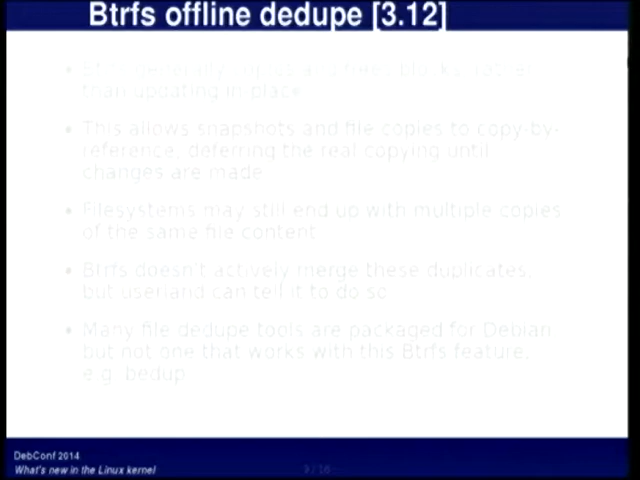 Btrfs offline dedupe [3.12]
• Btrfs generally copies and frees blocks, rather
than updating in place
• This allows snapshots and file copies to copy-by-
reference, deferring the real copying until
changes are made
• Filesystems may still end up with multiple copies
of the same file content
• Btrfs doesn't actively merge these duplicates,
but userland can tell it to do so
• Many file dedupe tools are packaged for Debian
but not one that works with this Btrfs feature,
e.g. bedup
DebConf 2014
What's new in the Linux kernel
9 / 16